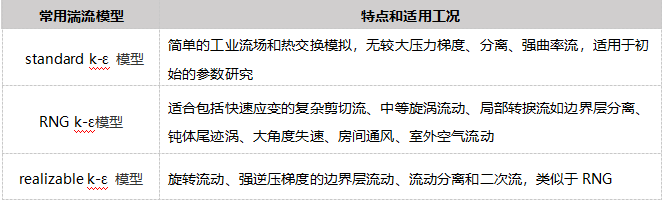 常用湍流模型 特点和适用工况
standard k-ε 模型
简单的工业流场和热交换模拟，无较大压力梯度、分离、强曲率流，适用于初
始的参数研究
RNG k-ε模型
适合包括快速应变的复杂剪切流、中等旋涡流动、局部转捩流如边界层分离、
钝体尾迹涡、大角度失速、房间通风、室外空气流动
realizable k-ε 模型
旋转流动、强逆压梯度的边界层流动、流动分离和二次流，类似于 RNG